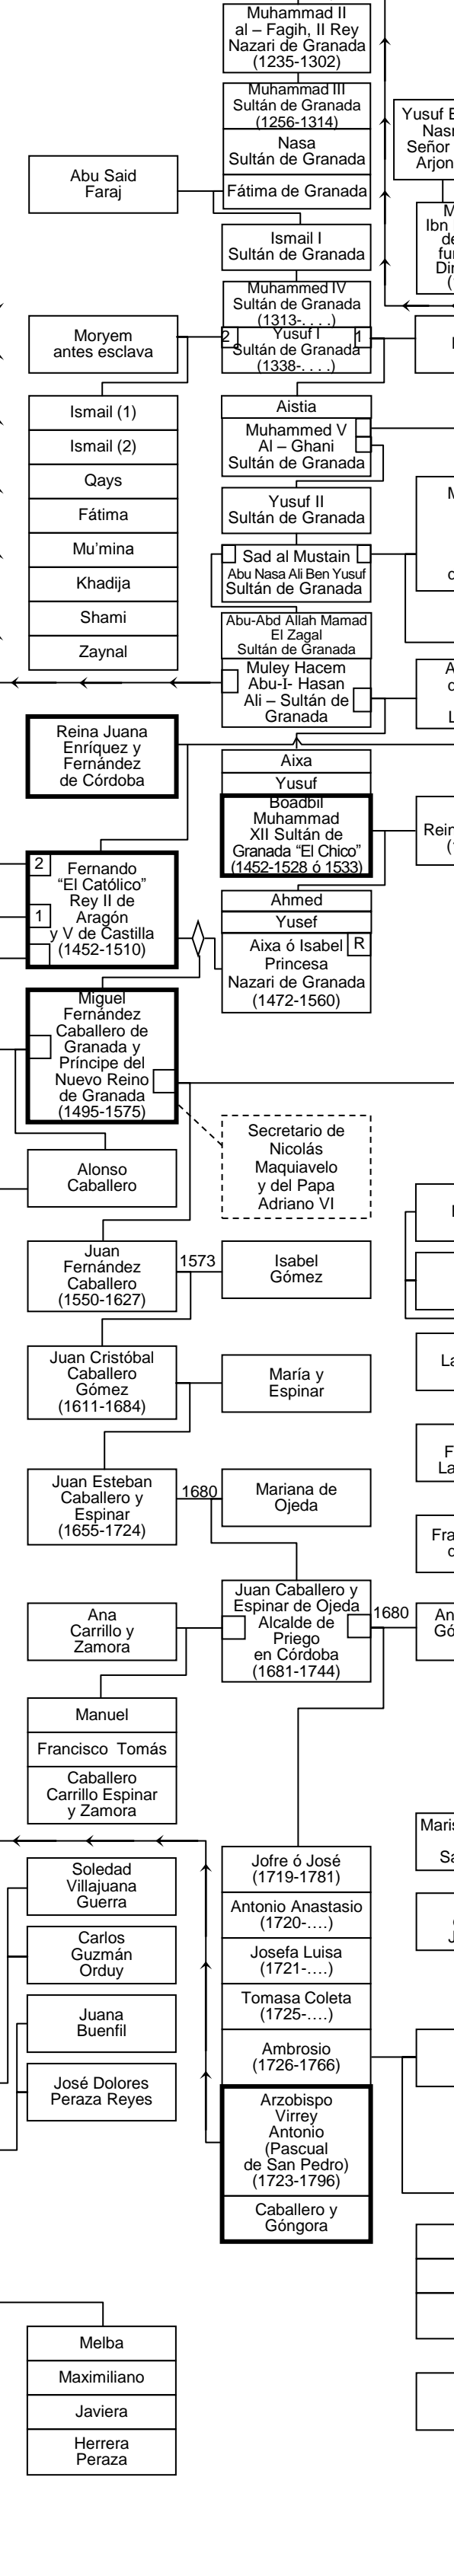 Muhammad II
al – Fagih, II Rey
Nazari de Granada
(1235-1302)
Muhammad III
Sultán de Granada
(1256-1314)
Nasa
Sultán de Granada
Fátima de Granada
Yusuf
Señor
Abu Said
Faraj
Ismail I
Sultán de Granada
Ibn
Muhammed IV
Sultán de Granada
(1313-. . . .)
Moryem
antes esclava
2
Yusuf I
1
Sultán de Granada
(1338-. . . .)
Ismail (1)
Ismail (2)
Qays
Fátima
Mu’mina
Khadija
Shami
Zaynal
Aistia
Muhammed V
Al – Ghani
Sultán de Granada
Yusuf II
Sultán de Granada
Sad al Mustain
Abu Nasa Ali Ben Yusuf
Sultán de Granada
Abu-Abd Allah Mamad
El Zagal
Sultán de Granada
Muley Hacem
Abu-I- Hasan
Ali – Sultán de
Granada
Reina Juana
Enríquez y
Fernández
de Córdoba
Aixa
Yusuf
Boadbil
Muhammad
XII Sultán de
Granada “El Chico”
(1452-1528 ó 1533)
2
1
Fernando
“El Católico”
Rey II de
Aragón
y V de Castilla
(1452-1510)
Ahmed
Yusef
Aixa ó Isabel
R
Princesa
Nazari de Granada
(1472-1560)
Miguel
Fernández
Caballero de
Granada y
Príncipe del
Nuevo Reino
de Granada
(1495-1575)
Secretario de
Nicolás
Maquiavelo
y del Papa
Adriano VI
Alonso
Caballero
Juan
Fernández
Caballero
(1550-1627)
1573
Isabel
Gómez
Juan Cristóbal
Caballero
Gómez
(1611-1684)
María y
Espinar
Juan Esteban
Caballero y
Espinar
(1655-1724)
1680
Mariana de
Ojeda
Ana
Carrillo y
Zamora
Juan Caballero y
Espinar de Ojeda
Alcalde de
Priego
en Córdoba
(1681-1744)
1680
Manuel
Francisco Tomás
Caballero
Carrillo Espinar
y Zamora
Soledad
Villajuana
Guerra
Carlos
Guzmán
Orduy
Juana
Buenfil
José Dolores
Peraza Reyes
Jofre ó José
(1719-1781)
Antonio Anastasio
(1720-....)
Josefa Luisa
(1721-....)
Tomasa Coleta
(1725-....)
Ambrosio
(1726-1766)
Arzobispo
Virrey
Antonio
(Pascual
de San Pedro)
(1723-1796)
Caballero y
Góngora
Melba
Maximiliano
Javiera
Herrera
Peraza